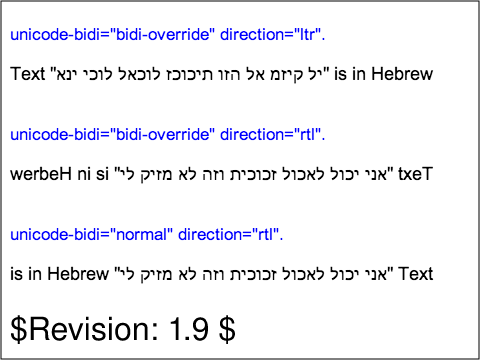 unicode-bidi="bidi-override" direction="ltr".
Text "יל קיזמ אל הזו תיכוכז לוכאל לוכי ינא" is in Hebrew
unicode-bidi="bidi-override" direction="rtl".
werbeH ni si "אני יכול לאכול זכוכית וזה לא מזיק לי" txeT
unicode-bidi="normal" direction="rtl".
is in Hebrew "אני יכול לאכול זכוכית וזה לא מזיק לי" Text
$Revision: 1.9 $